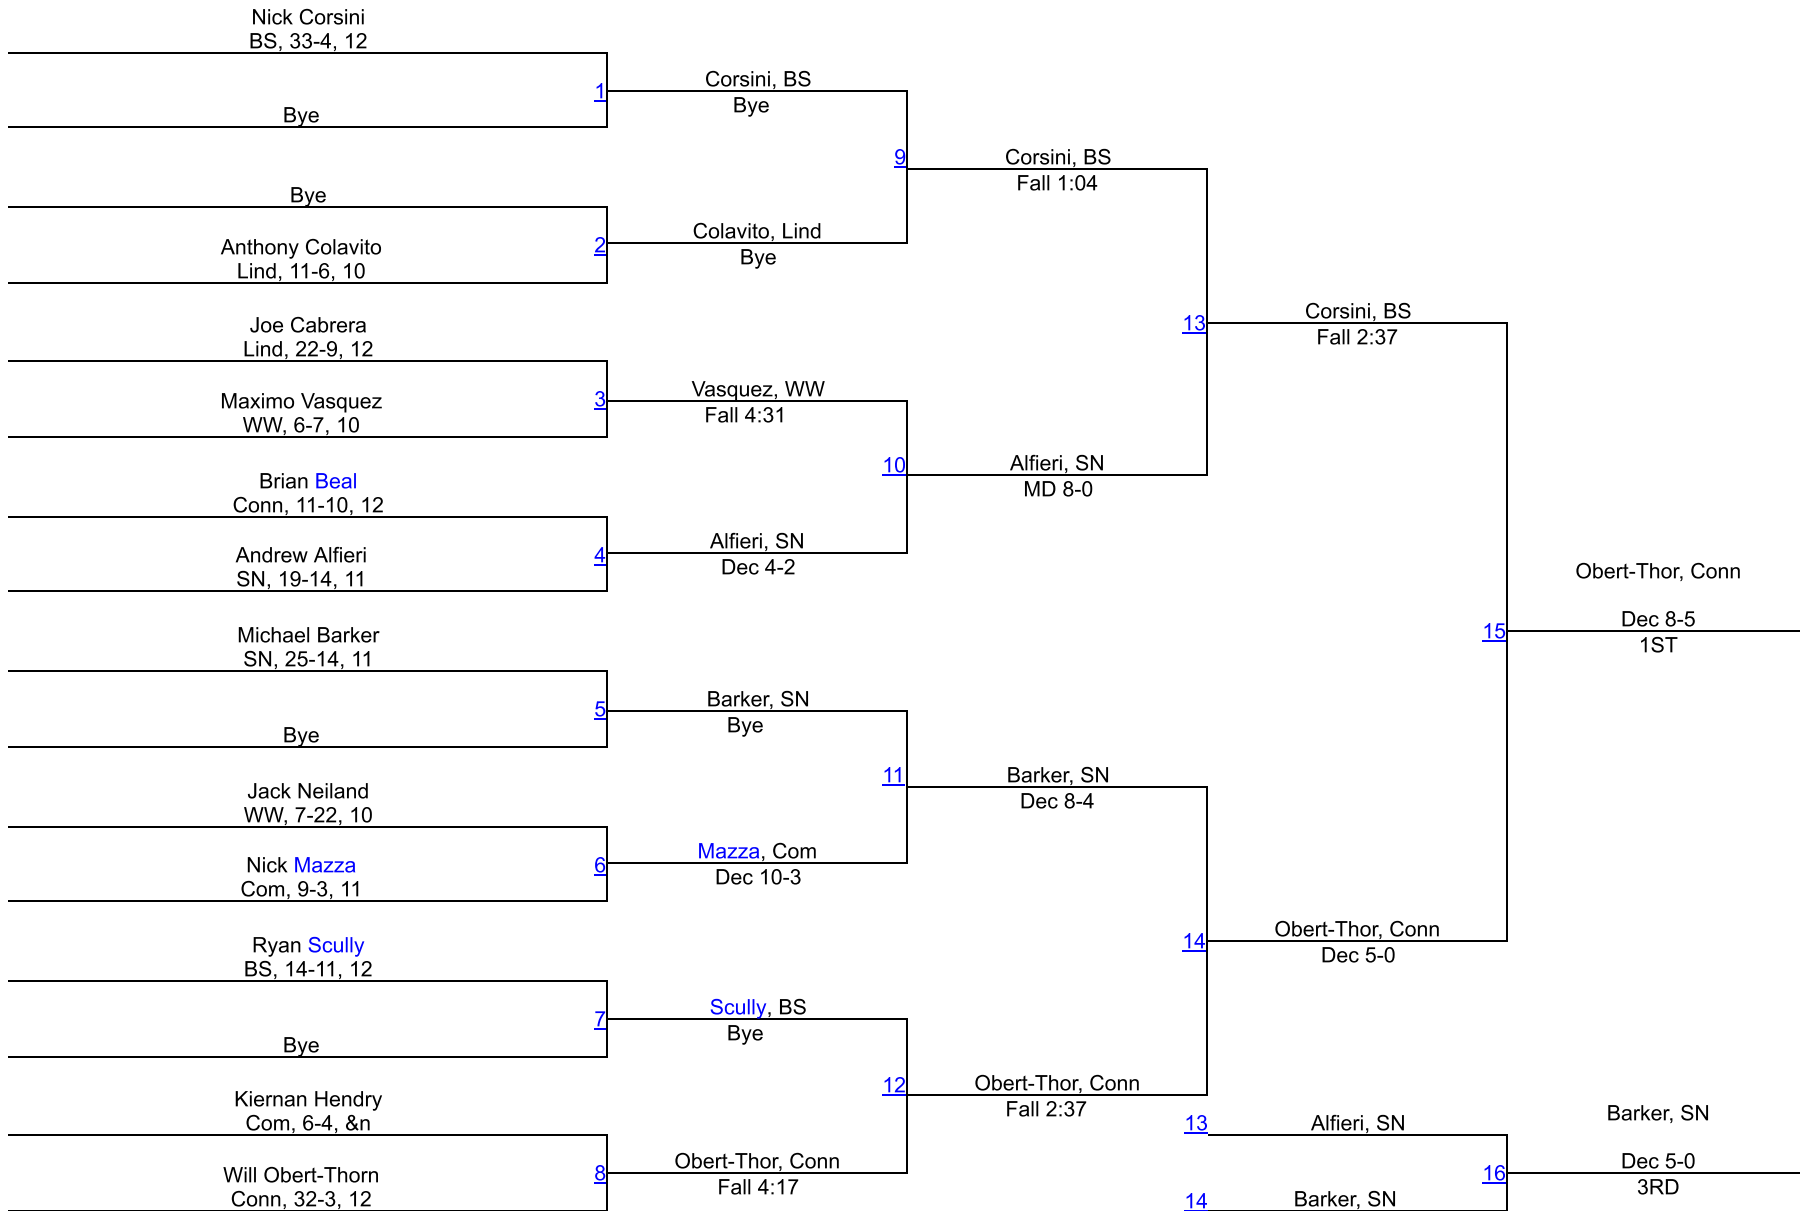 Nick Corsini
BS, 33-4, 12
Bye
1
Bye
Anthony Colavito
Lind, 11-6, 10
2
Joe Cabrera
Lind, 22-9, 12
Maximo Vasquez
WW, 6-7, 10
3
Brian Beal
Conn, 11-10, 12
Andrew Alfieri
SN, 19-14, 11
4
Michael Barker
SN, 25-14, 11
Bye
5
Jack Neiland
WW, 7-22, 10
Nick Mazza
Com, 9-3, 11
6
Ryan Scully
BS, 14-11, 12
Bye
7
Kiernan Hendry
Com, 6-4, &n
Will Obert-Thorn
Conn, 32-3, 12
8
Corsini, BS
Bye
9
Colavito, Lind
Bye
Vasquez, WW
Fall 4:31
10
Alfieri, SN
Dec 4-2
Barker, SN
Bye
11
Mazza, Com
Dec 10-3
Scully, BS
Bye
12
Obert-Thor, Conn
Fall 4:17
Corsini, BS
Fall 1:04
13
Alfieri, SN
MD 8-0
Barker, SN
Dec 8-4
14
Obert-Thor, Conn
Fall 2:37
Corsini, BS
Fall 2:37
15
Obert-Thor, Conn
Dec 5-0
Obert-Thor, Conn
Dec 8-5
1ST
13
Alfieri, SN
14
Barker, SN
16
Barker, SN
Dec 5-0
3RD